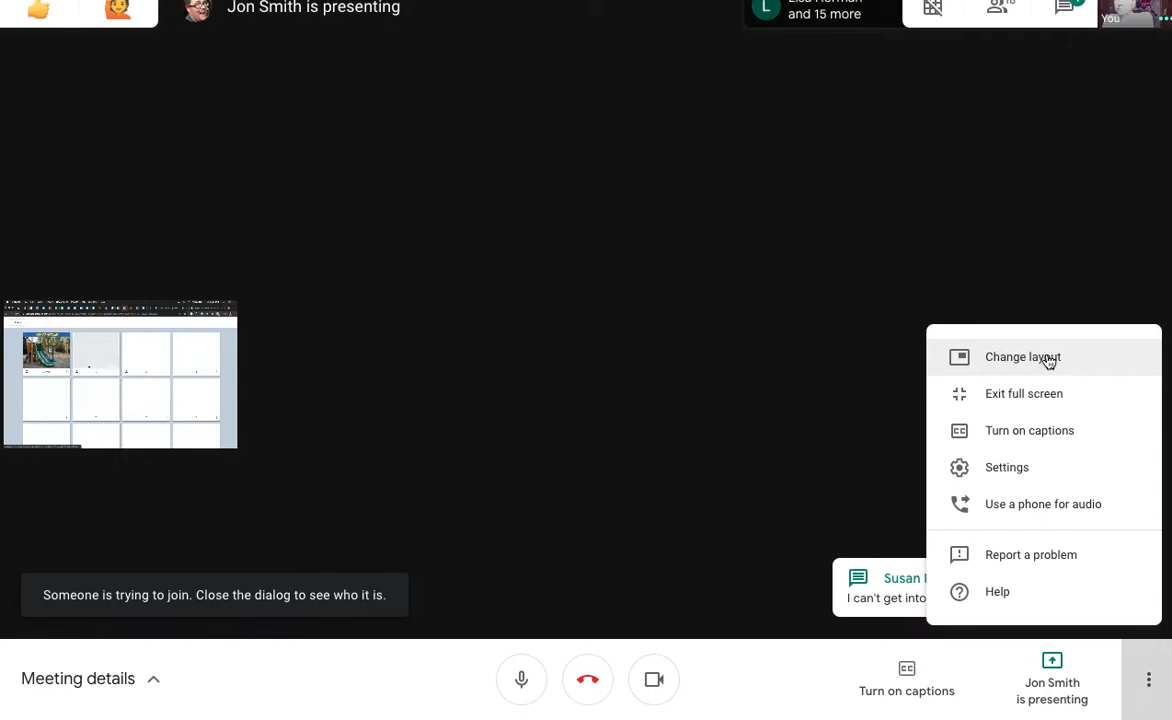 Jon Smith is presenting
and 15 more
L
You
Change layout
Exit full screen
Turn on captions
Settings
Use a phone for audio
Report a problem
Help
Susan
I can't get into
Someone is trying to join. Close the dialog to see who it is.
Meeting details
Turn on captions
Jon Smith
is presenting